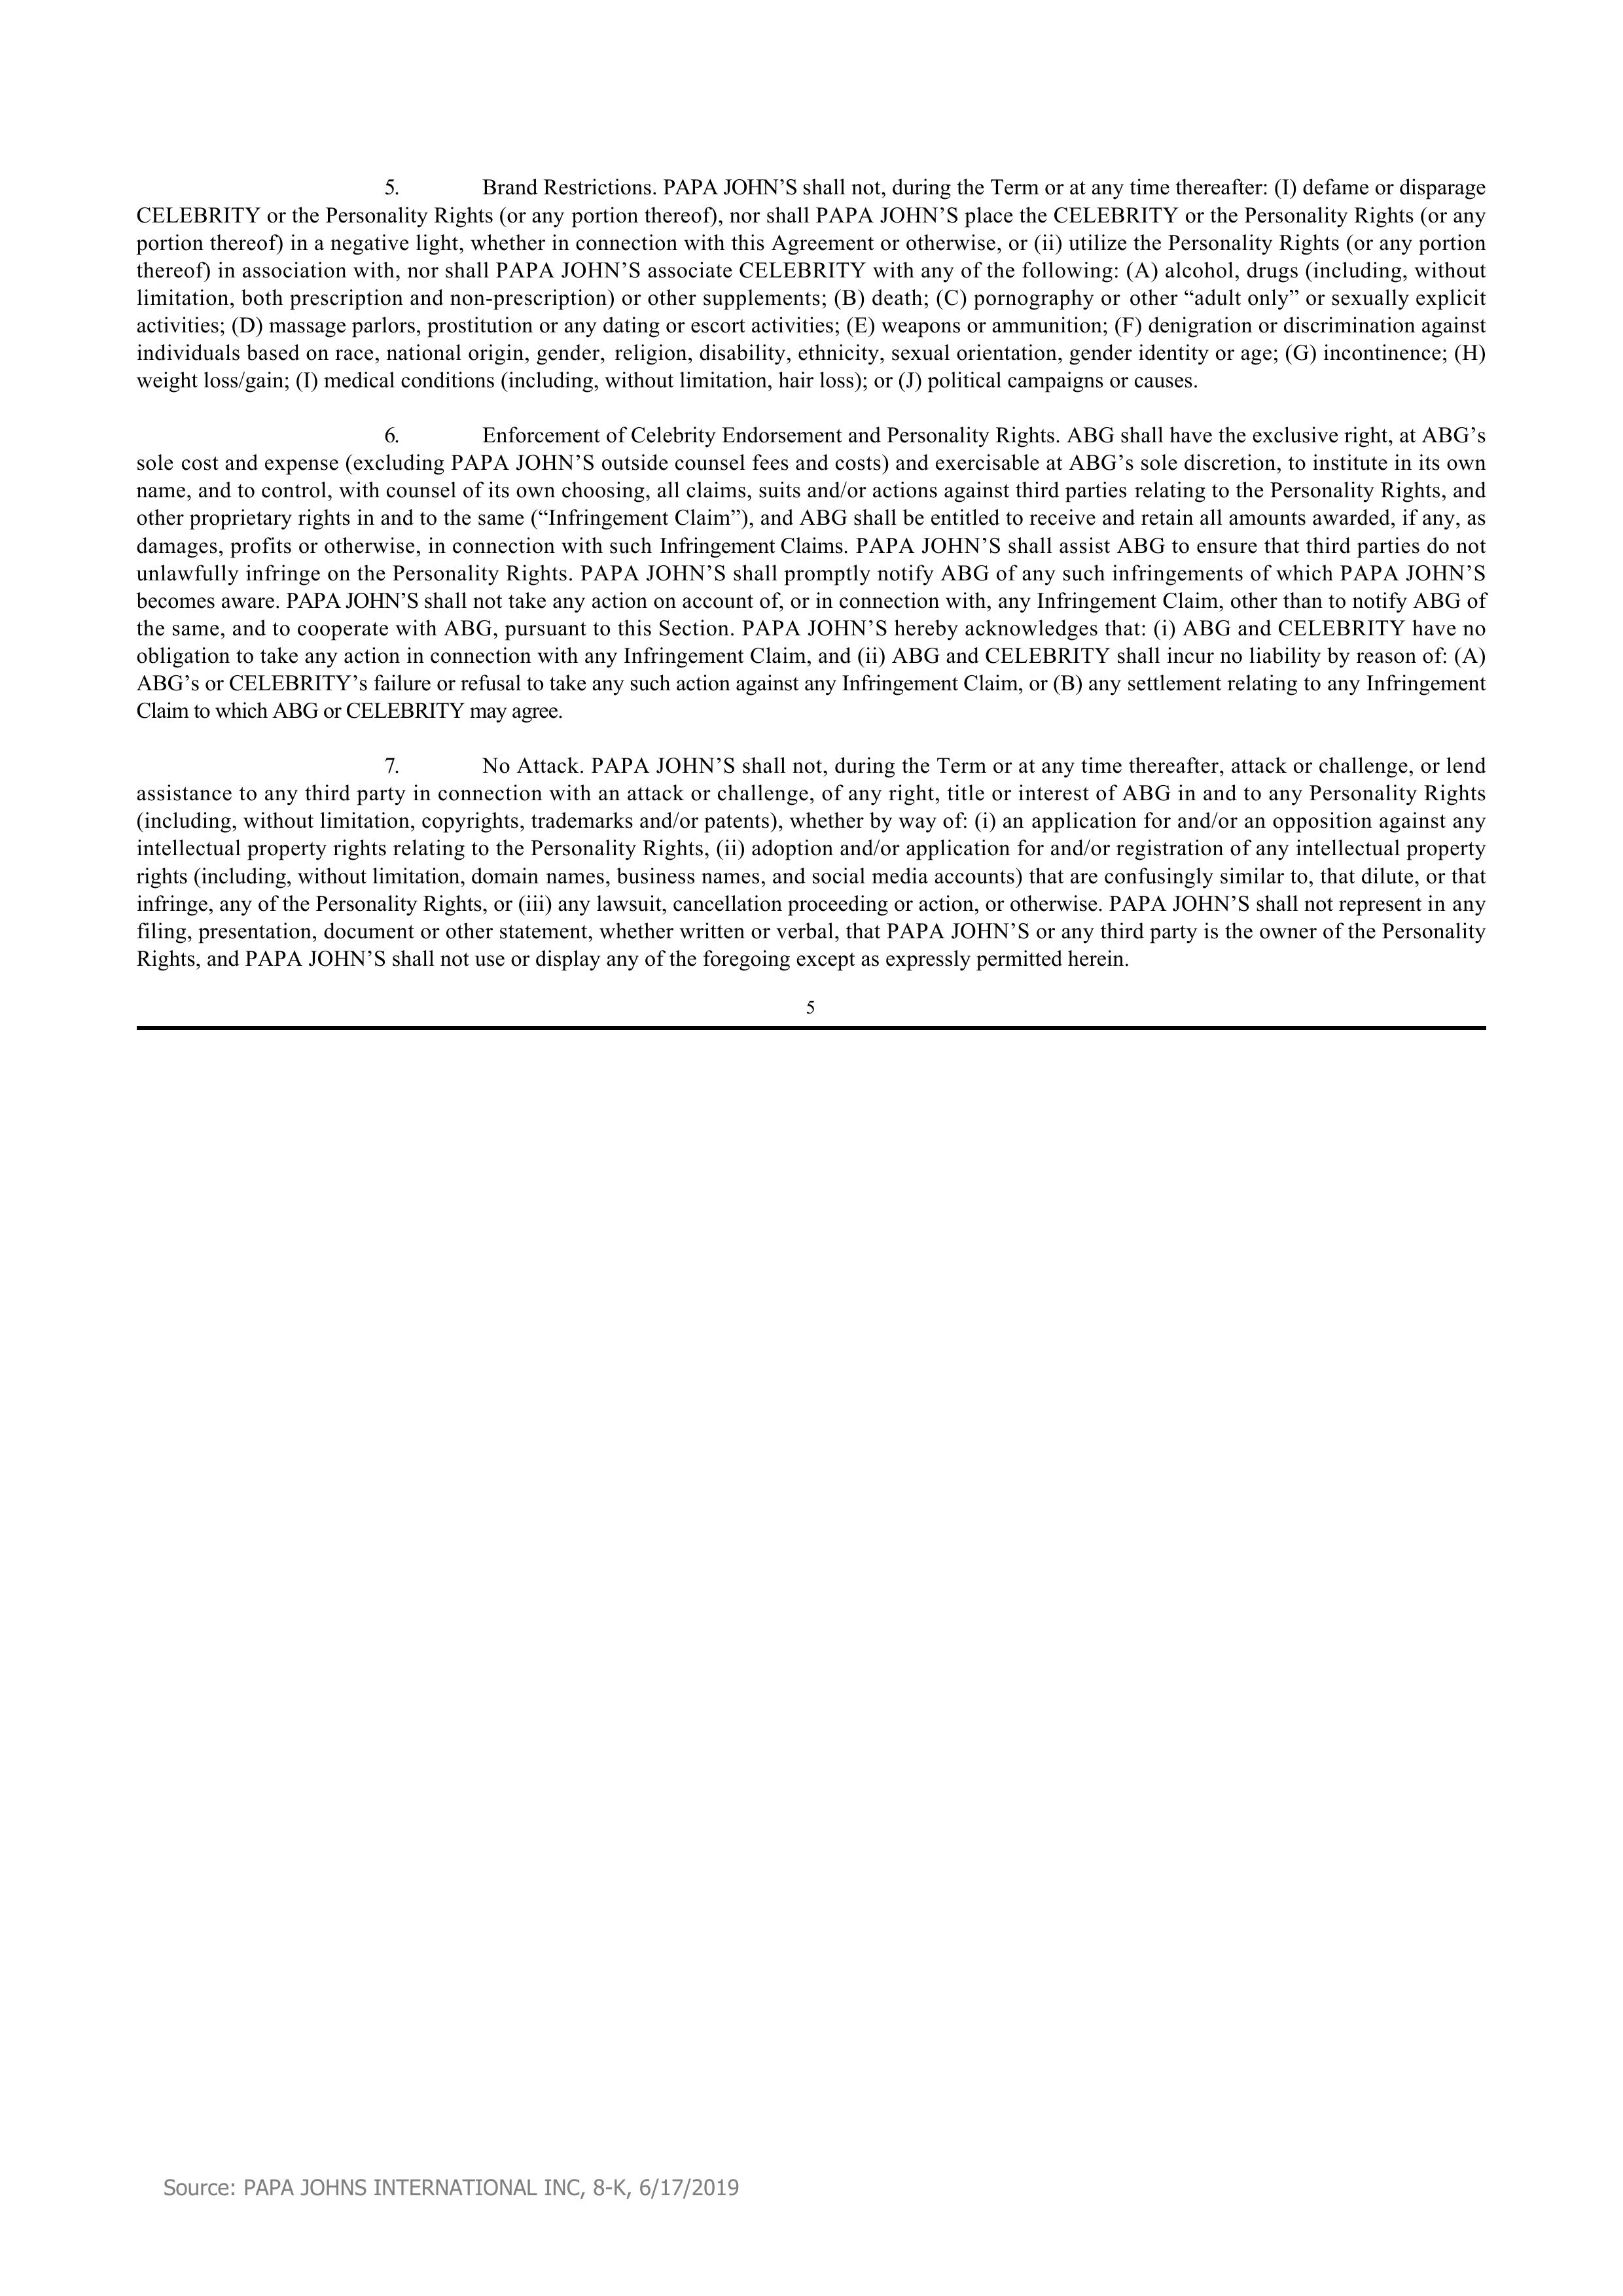 5. Brand Restrictions. PAPA JOHN’S shall not, during the Term or at any time thereafter: (I) defame or disparage
CELEBRITY or the Personality Rights (or any portion thereof), nor shall PAPA JOHN’S place the CELEBRITY or the Personality Rights (or any
portion thereof) in a negative light, whether in connection with this Agreement or otherwise, or (ii) utilize the Personality Rights (or any portion
thereof) in association with, nor shall PAPA JOHN’S associate CELEBRITY with any of the following: (A) alcohol, drugs (including, without
limitation, both prescription and non-prescription) or other supplements; (B) death; (C) pornography or other “adult only” or sexually explicit
activities; (D) massage parlors, prostitution or any dating or escort activities; (E) weapons or ammunition; (F) denigration or discrimination against
individuals based on race, national origin, gender, religion, disability, ethnicity, sexual orientation, gender identity or age; (G) incontinence; (H)
weight loss/gain; (I) medical conditions (including, without limitation, hair loss); or (J) political campaigns or causes.
6. Enforcement of Celebrity Endorsement and Personality Rights. ABG shall have the exclusive right, at ABG’s
sole cost and expense (excluding PAPA JOHN’S outside counsel fees and costs) and exercisable at ABG’s sole discretion, to institute in its own
name, and to control, with counsel of its own choosing, all claims, suits and/or actions against third parties relating to the Personality Rights, and
other proprietary rights in and to the same (“Infringement Claim”), and ABG shall be entitled to receive and retain all amounts awarded, if any, as
damages, profits or otherwise, in connection with such Infringement Claims. PAPA JOHN’S shall assist ABG to ensure that third parties do not
unlawfully infringe on the Personality Rights. PAPA JOHN’S shall promptly notify ABG of any such infringements of which PAPA JOHN’S
becomes aware. PAPA JOHN’S shall not take any action on account of, or in connection with, any Infringement Claim, other than to notify ABG of
the same, and to cooperate with ABG, pursuant to this Section. PAPA JOHN’S hereby acknowledges that: (i) ABG and CELEBRITY have no
obligation to take any action in connection with any Infringement Claim, and (ii) ABG and CELEBRITY shall incur no liability by reason of: (A)
ABG’s or CELEBRITY’s failure or refusal to take any such action against any Infringement Claim, or (B) any settlement relating to any Infringement
Claim to which ABG or CELEBRITY may agree.
7. No Attack. PAPA JOHN’S shall not, during the Term or at any time thereafter, attack or challenge, or lend
assistance to any third party in connection with an attack or challenge, of any right, title or interest of ABG in and to any Personality Rights
(including, without limitation, copyrights, trademarks and/or patents), whether by way of: (i) an application for and/or an opposition against any
intellectual property rights relating to the Personality Rights, (ii) adoption and/or application for and/or registration of any intellectual property
rights (including, without limitation, domain names, business names, and social media accounts) that are confusingly similar to, that dilute, or that
infringe, any of the Personality Rights, or (iii) any lawsuit, cancellation proceeding or action, or otherwise. PAPA JOHN’S shall not represent in any
filing, presentation, document or other statement, whether written or verbal, that PAPA JOHN’S or any third party is the owner of the Personality
Rights, and PAPA JOHN’S shall not use or display any of the foregoing except as expressly permitted herein.
5
Source: PAPA JOHNS INTERNATIONAL INC, 8-K, 6/17/2019